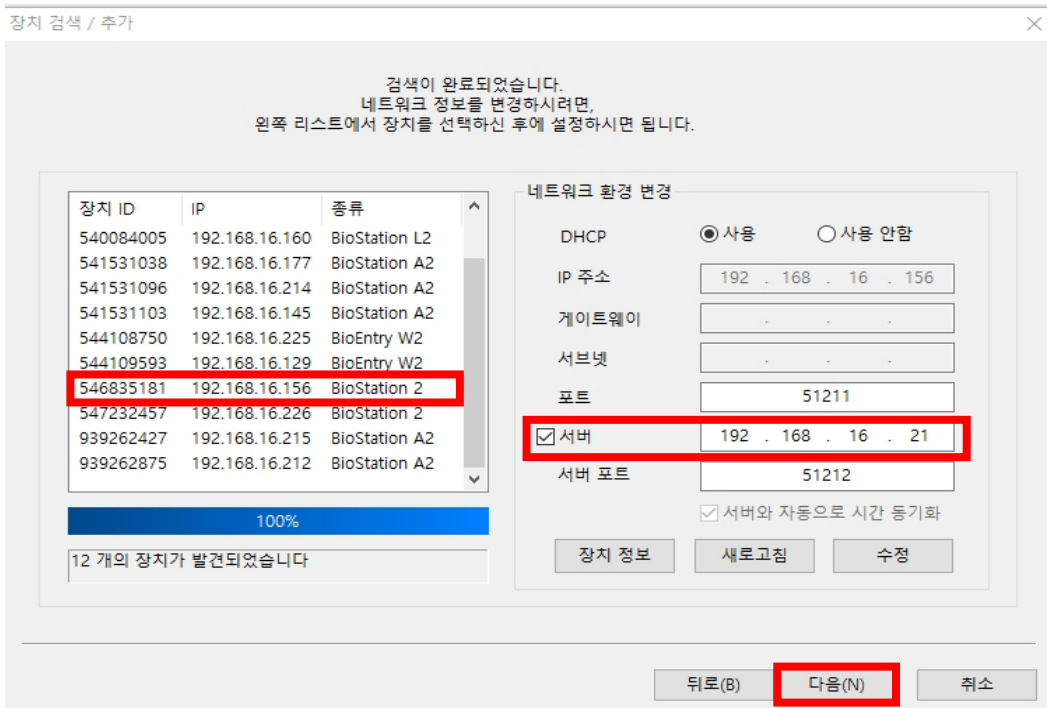 장치 검색 / 추가
검색이 완료되었습니다.
네트워크 정보를 변경하시려면,
왼쪽 리스트에서 장치를 선택하신 후에 설정하시면 됩니다.
장치 ID IP 종류
540084005 192.168.16.160 BioStation L2
541531038 192.168.16.177 BioStation A2
541531096 192.168.16.214 BioStation A2
541531103 192.168.16.145 BioStation A2
544108750 192.168.16.225 BioEntry W2
544109593 192.168.16.129 BioEntry W2
546835181 192.168.16.156 BioStation 2
547232457 192.168.16.226 BioStation 2
939262427 192.168.16.215 BioStation A2
939262875 192.168.16.212 BioStation A2
100%
12 개의 장치가 발견되었습니다
네트워크 환경 변경
DHCP 사용 사용 안함
IP 주소 192 . 168 . 16 . 156
게이트웨이 . . .
서브넷 . . .
포트 51211
서버 192 . 168 . 16 . 21
서버 포트 51212
서버와 자동으로 시간 동기화
장치 정보 새로고침 수정
뒤로(B) 다음(N) 취소